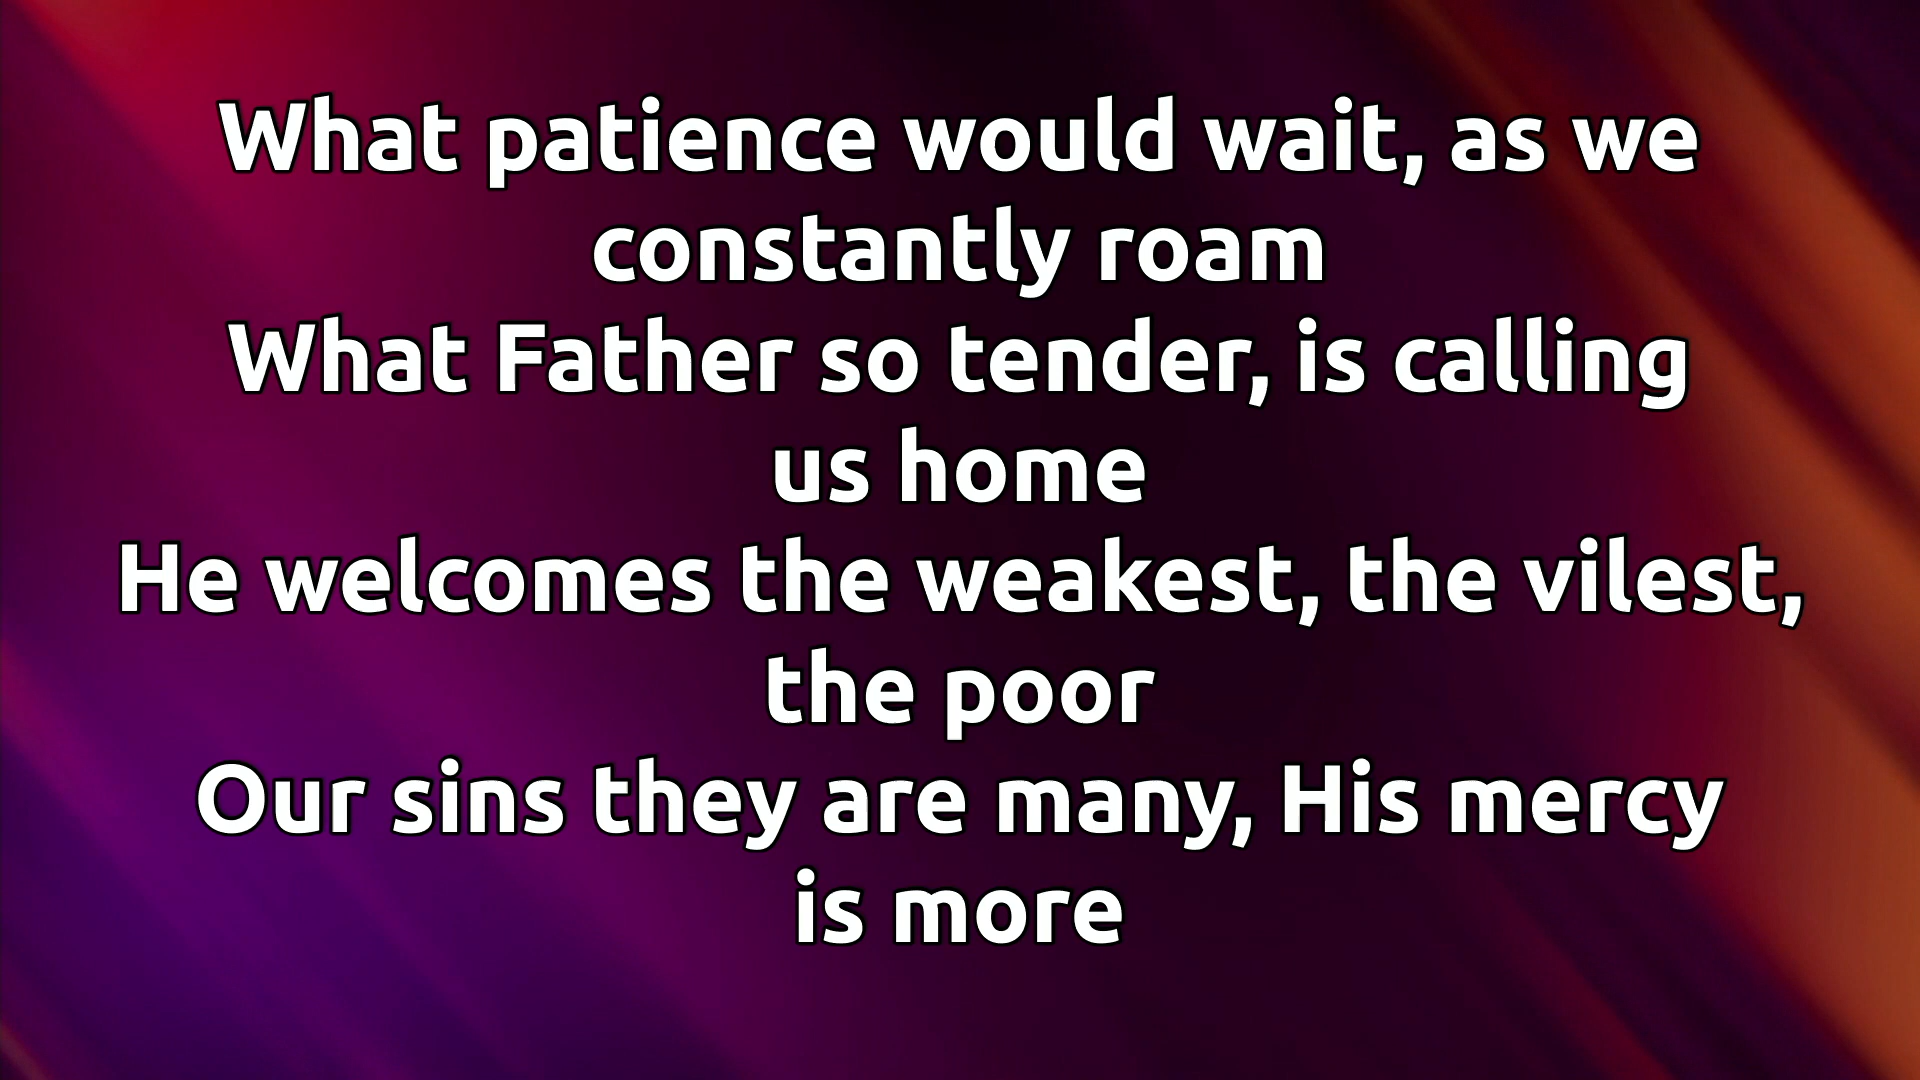 What patience would wait, as we
constantly roam
What Father so tender, is calling
us home
He welcomes the weakest, the vilest,
the poor
Our sins they are many, His mercy
is more